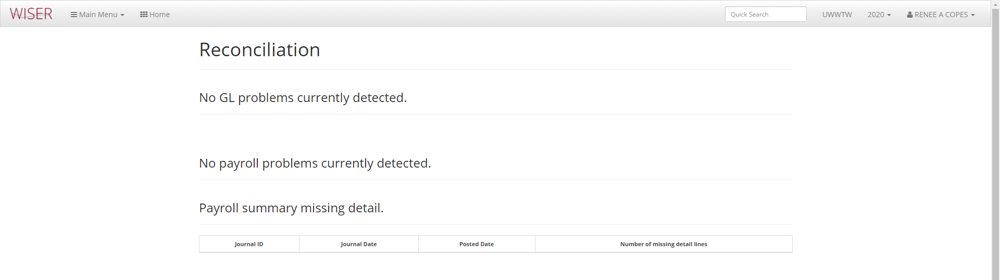 WISER Main Menu Home Quick Search UWWTW 2020 RENEE A COPES
Reconciliation
No GL problems currently detected.
No payroll problems currently detected.
Payroll summary missing detail.
Journal ID Journal Date Posted Date Number of missing detail lines